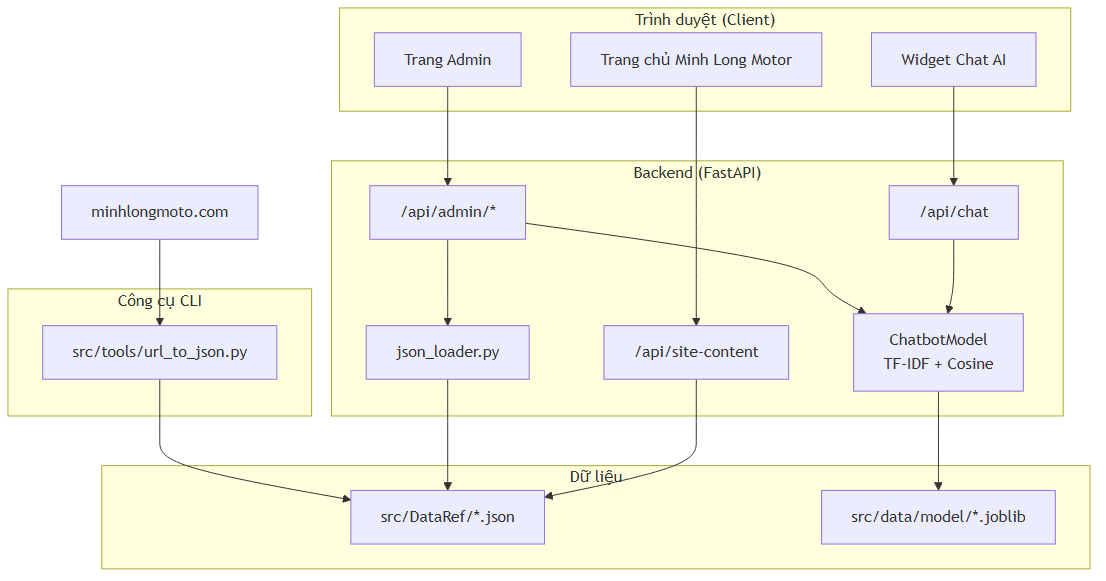 Trình duyệt (Client)
Trang Admin
Trang chủ Minh Long Motor
Widget Chat AI
Backend (FastAPI)
minhlongmoto.com
/api/admin/*
/api/chat
Công cụ CLI
src/tools/url_to_json.py
json_loader.py
/api/site-content
ChatbotModel
TF-IDF + Cosine
Dữ liệu
src/DataRef/*.json
src/data/model/*.joblib